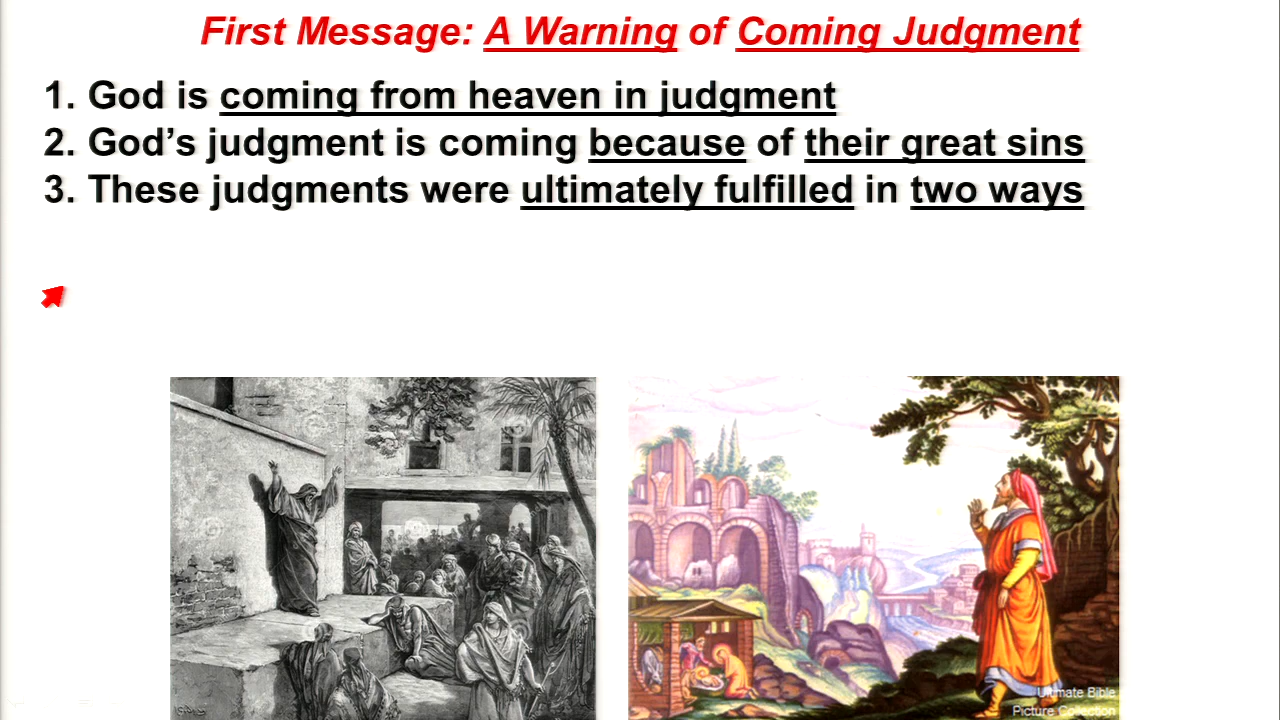 First Message: A Warning of Coming Judgment
1. God is coming from heaven in judgment
2. God’s judgment is coming because of their great sins
3. These judgments were ultimately fulfilled in two ways
Ultimate Bible
Picture Collection